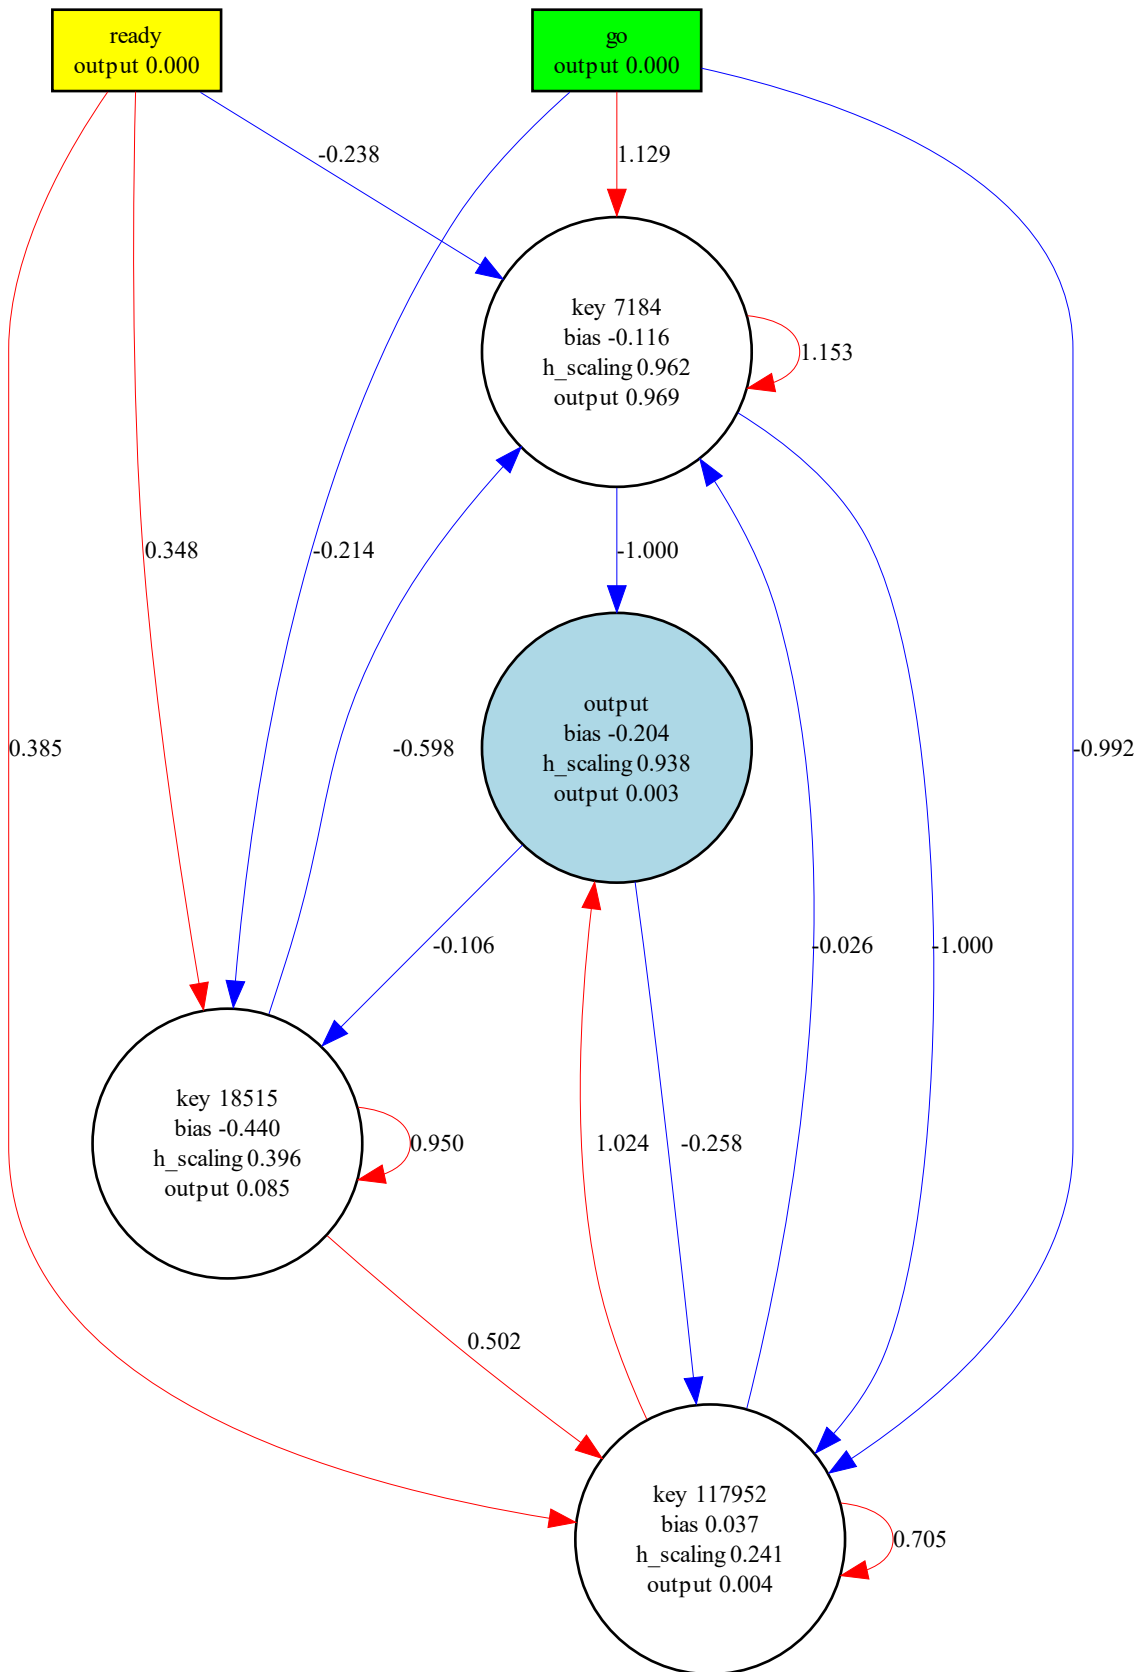 ready
output 0.000
go
output 0.000
-0.238
1.129
key 7184
bias -0.116
h_scaling 0.962
output 0.969
1.153
0.348
-0.214
-1.000
output
bias -0.204
h_scaling 0.938
output 0.003
0.385
-0.598
-0.992
-0.106
-0.026
-1.000
key 18515
bias -0.440
h_scaling 0.396
output 0.085
0.950
1.024
-0.258
0.502
key 117952
bias 0.037
h_scaling 0.241
output 0.004
0.705